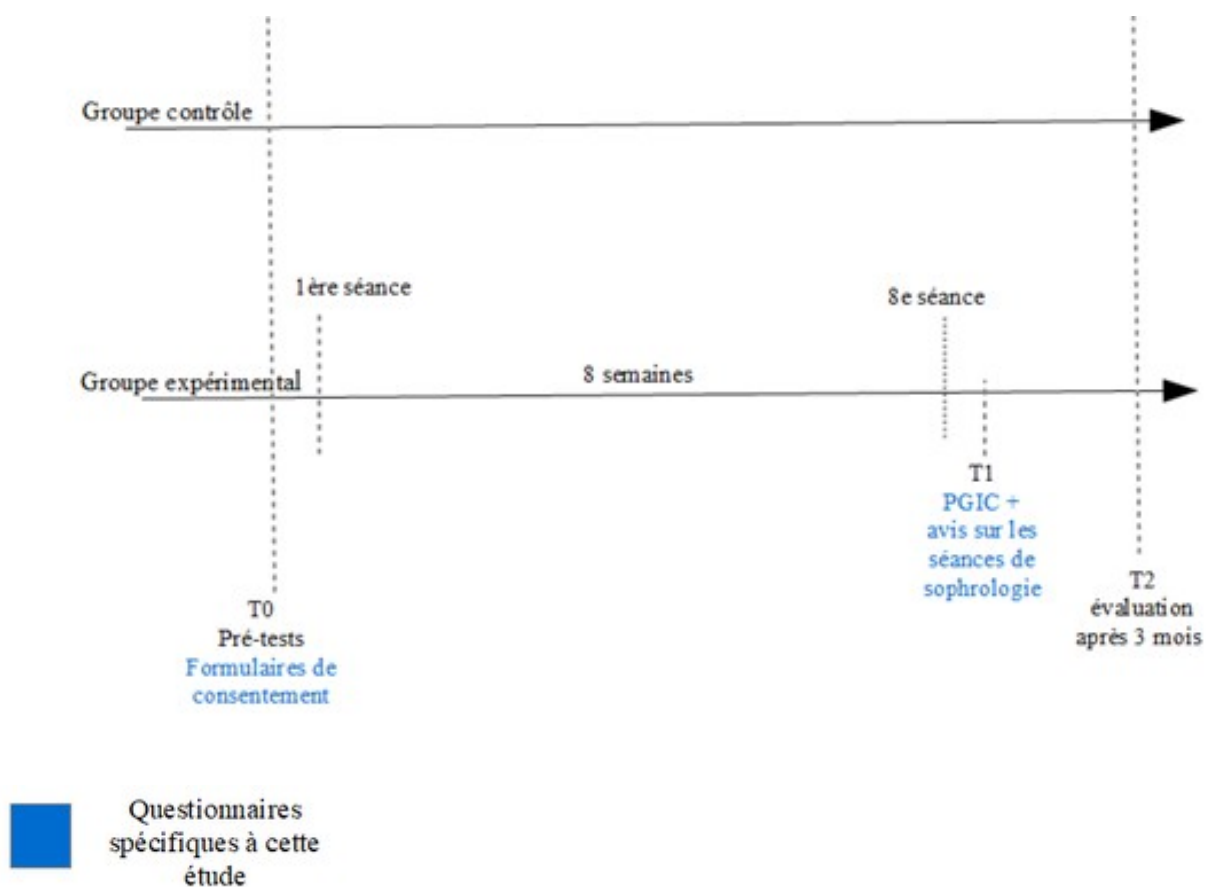 Groupe contrôle
1ère séance
8e séance
Groupe expérimental
8 semaines
T1
PGIC +
avis sur les
séances de
sophrologie
T2
évaluation
après 3 mois
T0
Pré-tests
Formulaires de
consentement
Questionnaires
spécifiques à cette
étude